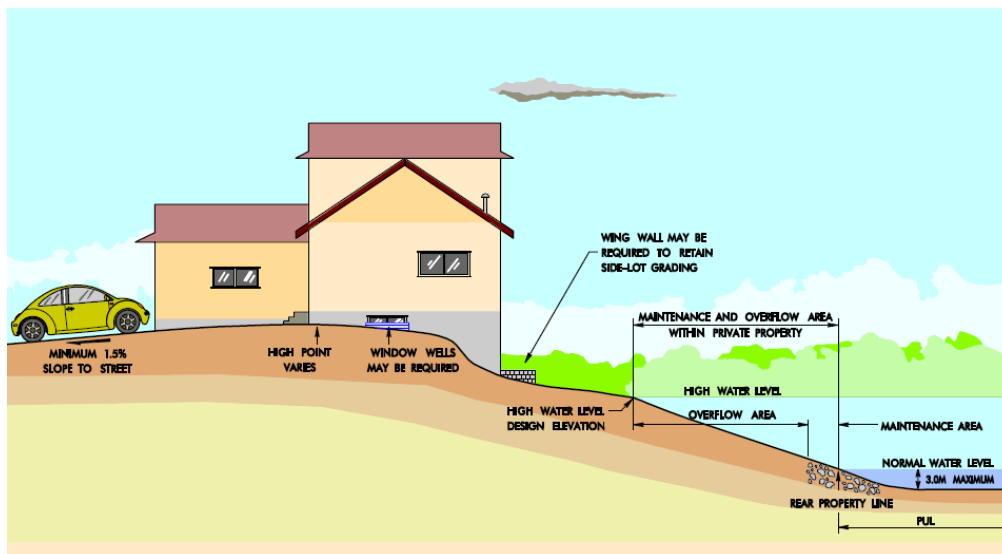 WING WALL MAY BE
REQUIRED TO RETAIN
SIDE-LOT GRADING
MAINTENANCE AND OVERFLOW AREA
WITHIN PRIVATE PROPERTY
MINIMUM 1.5%
SLOPE TO STREET
HIGH POINT
VARIES
WINDOW WELLS
MAY BE REQUIRED
HIGH WATER LEVEL
HIGH WATER LEVEL
DESIGN ELEVATION
OVERFLOW AREA
MAINTENANCE AREA
NORMAL WATER LEVEL
3.0M MAXIMUM
REAR PROPERTY LINE
PUL